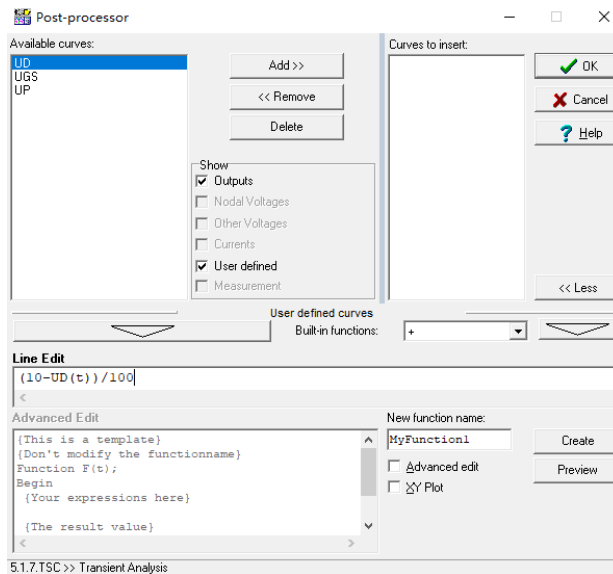 Post-processor
Available curves:
UD
UGS
UP
Add >>
<< Remove
Delete
Show
Outputs
Nodal Voltages
Other Voltages
Currents
User defined
Measurement
Curves to insert:
OK
Cancel
Help
<< Less
User defined curves
Built-in functions:
+
Line Edit
(10-UD(t))/100
Advanced Edit
{This is a template}
{Don't modify the functionname}
Function F(t);
Begin
{Your expressions here}
{The result value}
New function name:
MyFunction1
Create
Advanced edit
Preview
XY Plot
5.1.7.TSC >> Transient Analysis